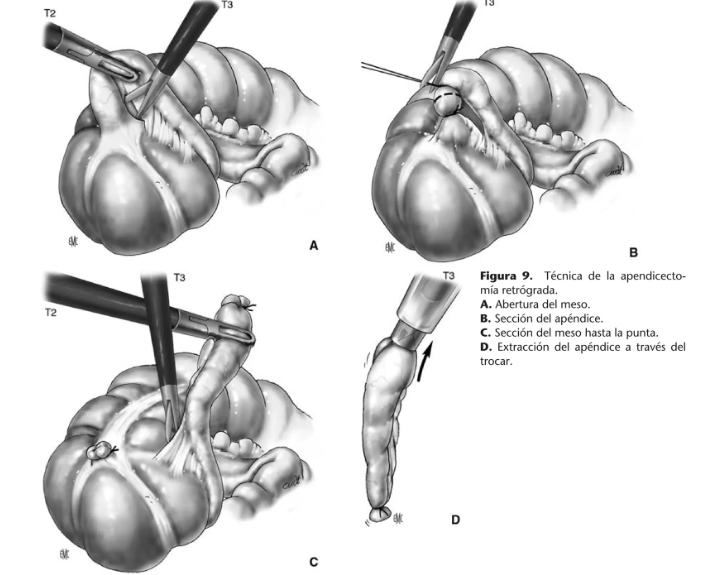 T2
T3
A
T3
B
T3
T2
C
T3
D
Figura 9. Técnica de la apendicecto-
mía retrógrada.
A. Abertura del meso.
B. Sección del apéndice.
C. Sección del meso hasta la punta.
D. Extracción del apéndice a través del
trocar.